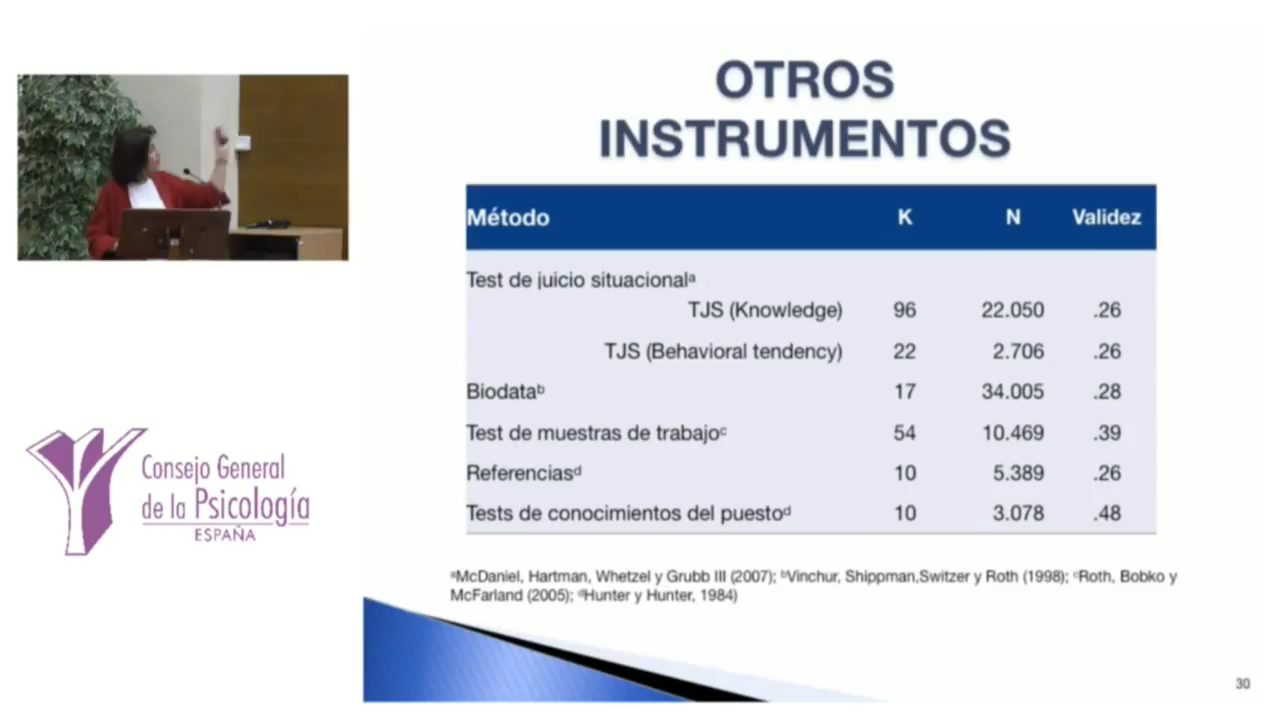 OTROS
INSTRUMENTOS
Método K N Validez
Test de juicio situacionalᵃ
TJS (Knowledge) 96 22.050 .26
TJS (Behavioral tendency) 22 2.706 .26
Biodataᵇ 17 34.005 .28
Test de muestras de trabajoᶜ 54 10.469 .39
Referenciasᵈ 10 5.389 .26
Tests de conocimientos del puestoᵈ 10 3.078 .48
ᵃMcDaniel, Hartman, Whetzel y Grubb III (2007); ᵇVinchur, Shippman,Switzer y Roth (1998); ᶜRoth, Bobko y
McFarland (2005); ᵈHunter y Hunter, 1984)
30
Consejo General
de la Psicología
ESPAÑA